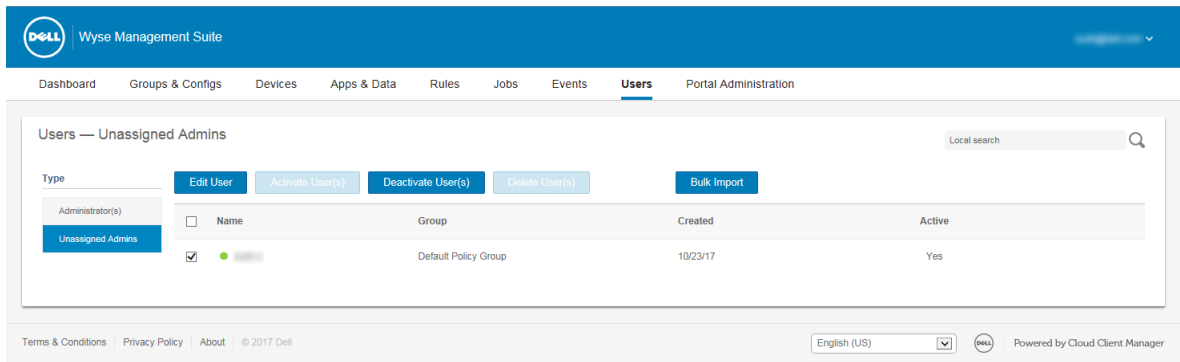 DELL Wyse Management Suite
Dashboard Groups & Configs Devices Apps & Data Rules Jobs Events Users Portal Administration
Users — Unassigned Admins
Local search
Type
Edit User Activate User(s) Deactivate User(s) Delete User(s) Bulk Import
Administrator(s)
Unassigned Admins
Name Group Created Active
Default Policy Group 10/23/17 Yes
Terms & Conditions Privacy Policy About © 2017 Dell English (US) DELL Powered by Cloud Client Manager